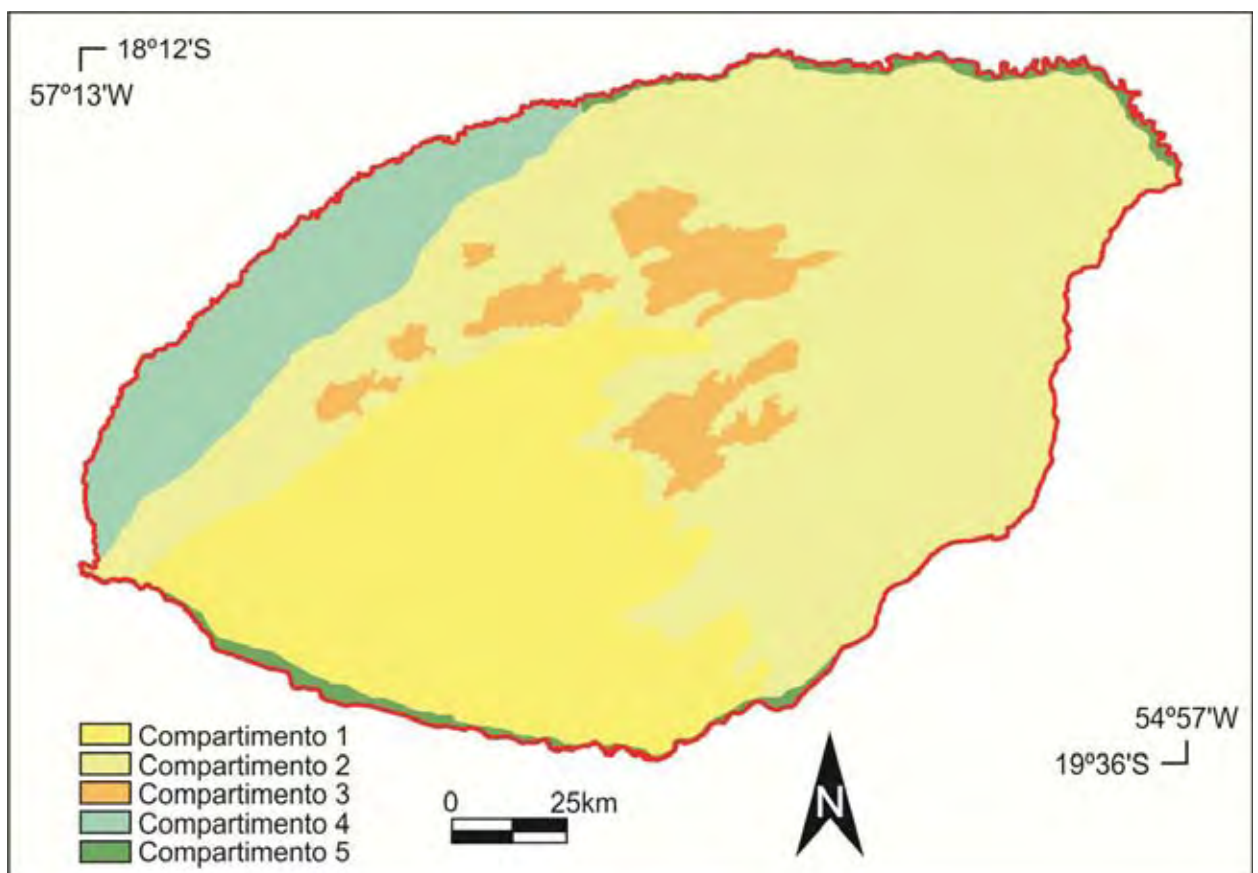 18º12'S
57º13'W
54º57'W
19º36'S
Compartimento 1
Compartimento 2
Compartimento 3
Compartimento 4
Compartimento 5
0 25km
N